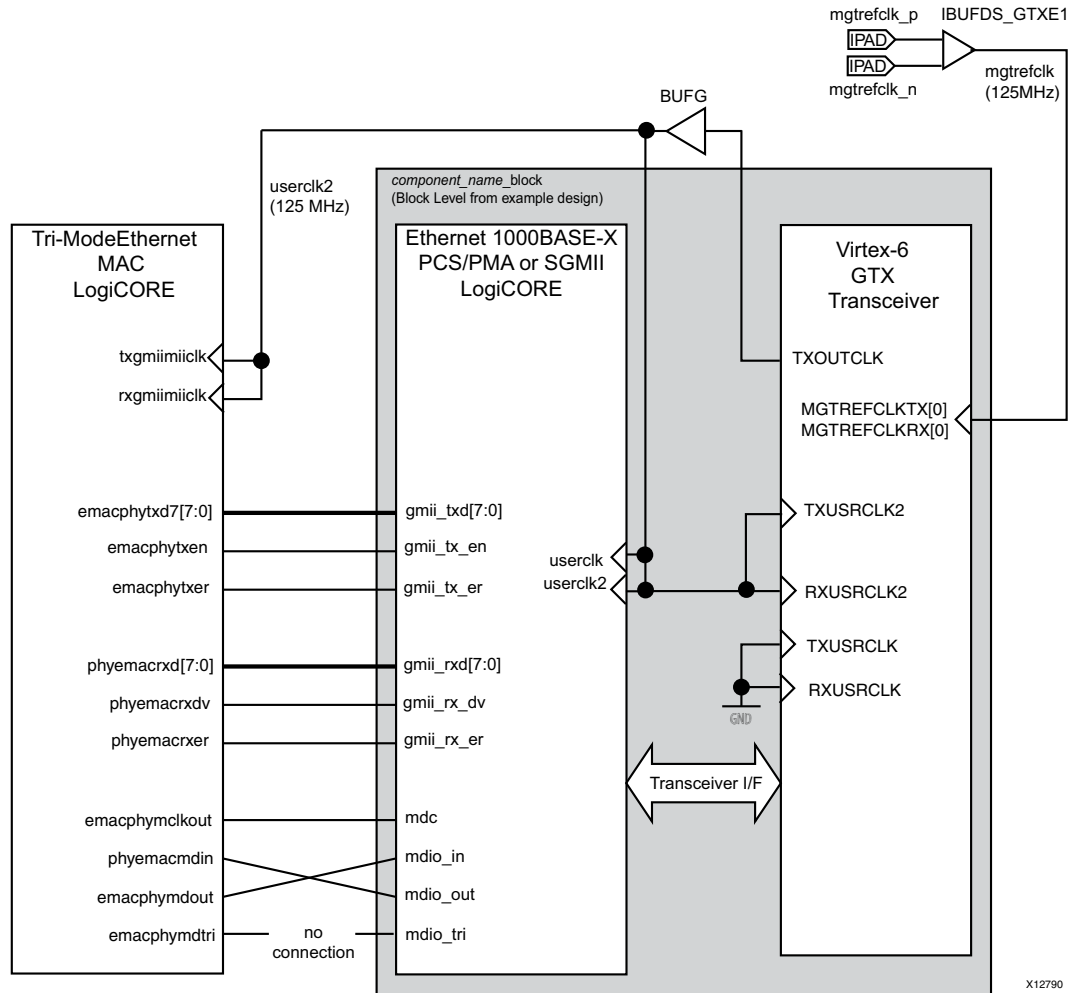 mgtrefclk_p
IBUFDS_GTXE1
IPAD
IPAD
mgtrefclk_n
mgtrefclk
(125MHz)
BUFG
userclk2
(125 MHz)
component_name_block
(Block Level from example design)
Tri-ModeEthernet
MAC
LogiCORE
Ethernet 1000BASE-X
PCS/PMA or SGMII
LogiCORE
Virtex-6
GTX
Transceiver
txgmiimiiclk
rxgmiimiiclk
TXOUTCLK
MGTREFCLKTX[0]
MGTREFCLKRX[0]
emacphytxd7[7:0]
gmii_txd[7:0]
TXUSRCLK2
emacphytxen
gmii_tx_en
userclk
emacphytxer
gmii_tx_er
userclk2
RXUSRCLK2
TXUSRCLK
phyemacrxd[7:0]
gmii_rxd[7:0]
RXUSRCLK
phyemacrxdv
gmii_rx_dv
GND
phyemacrxer
gmii_rx_er
Transceiver I/F
emacphymclkout
mdc
phyemacmdin
mdio_in
emacphymdout
mdio_out
emacphymdtri
no
connection
mdio_tri
X12790